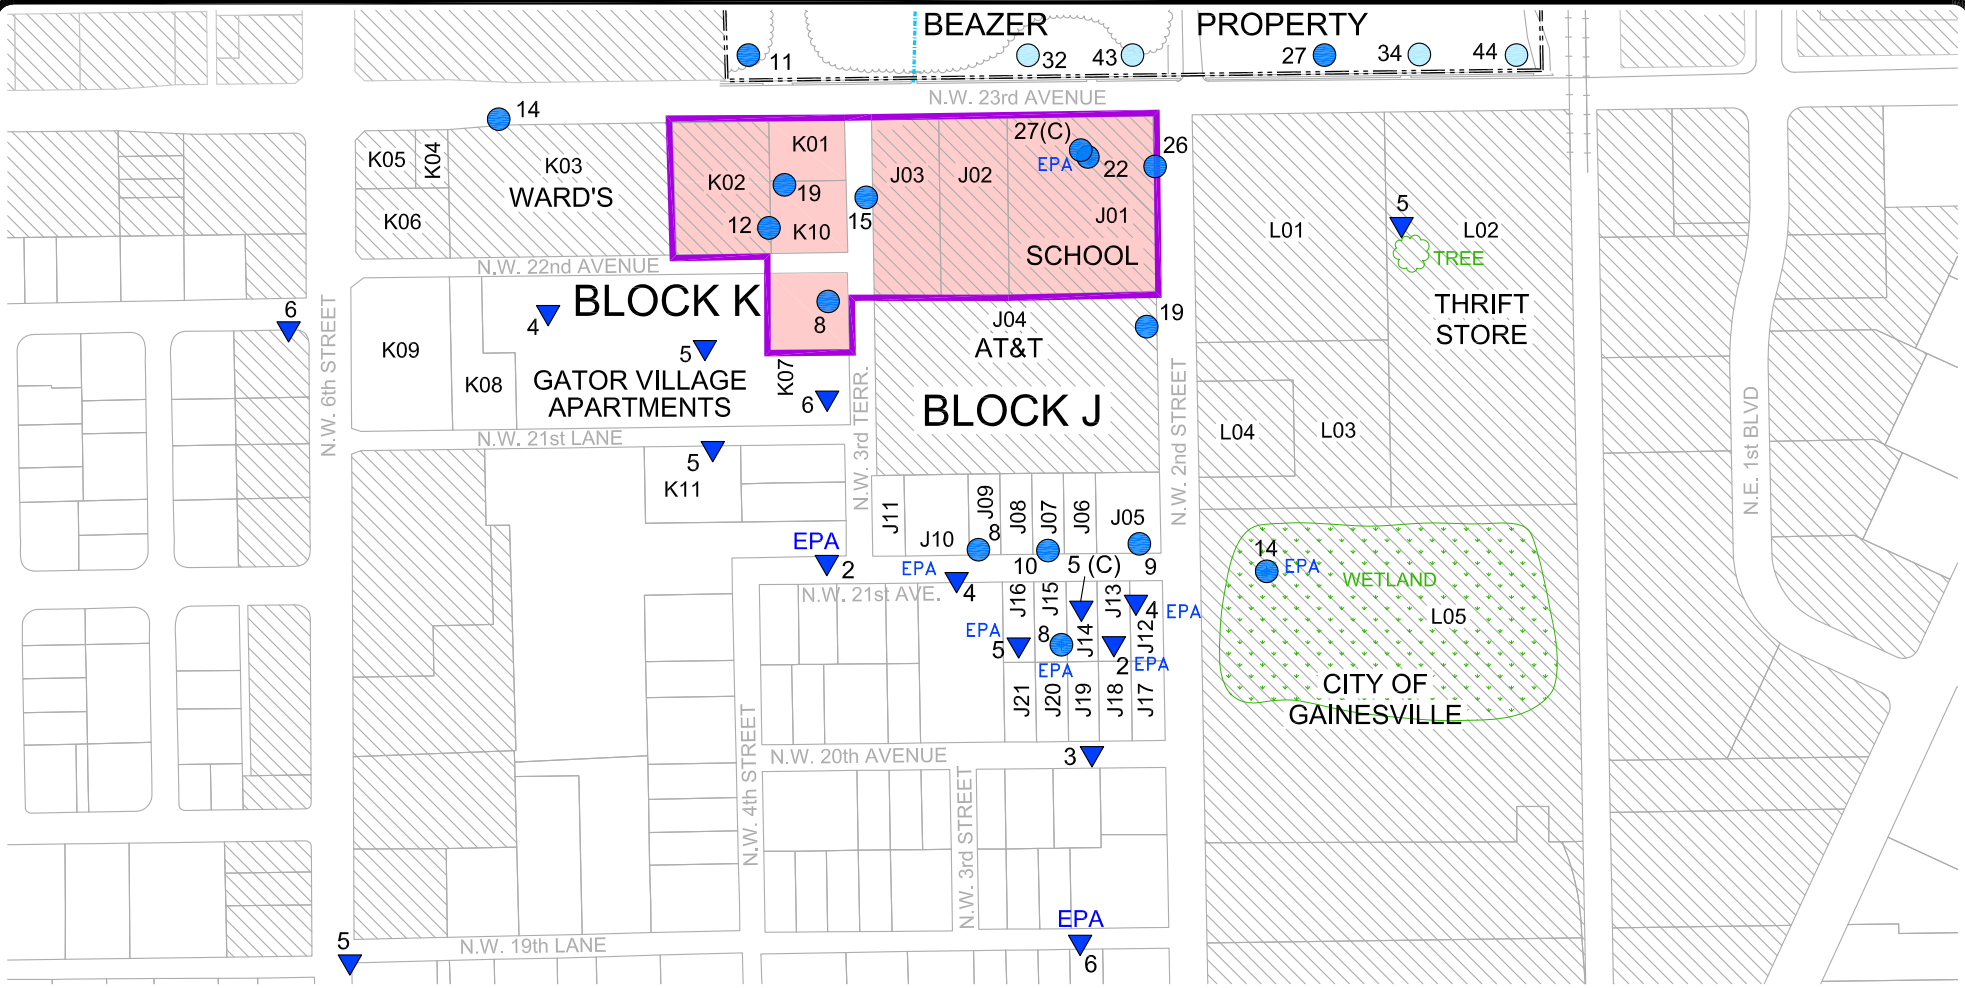 BEAZER PROPERTY
11
32
43
27
34
44
N.W. 23rd AVENUE
14
27(C)
EPA
22
26
K05
K04
K03
WARD'S
K06
K02
K01
19
12
K10
15
J03
J02
J01
SCHOOL
L01
5
L02
TREE
N.W. 22nd AVENUE
BLOCK K
6
4
5
8
J04
AT&T
19
THRIFT
STORE
N.W. 6th STREET
K09
K08
GATOR VILLAGE
APARTMENTS
K07
6
N.W. 3rd TERR.
BLOCK J
N.W. 2nd STREET
L04
L03
N.E. 1st BLVD
N.W. 21st LANE
5
K11
J11
J10
J09
8
J08
J07
J06
J05
EPA
2
EPA
4
10
5 (C)
9
14
EPA
WETLAND
L05
N.W. 21st AVE.
J16
J15
J14
J13
J12
4
EPA
EPA
5
8
EPA
2
EPA
J21
J20
J19
J18
J17
CITY OF
GAINESVILLE
N.W. 4th STREET
N.W. 20th AVENUE
3
N.W. 3rd STREET
EPA
6
5
N.W. 19th LANE